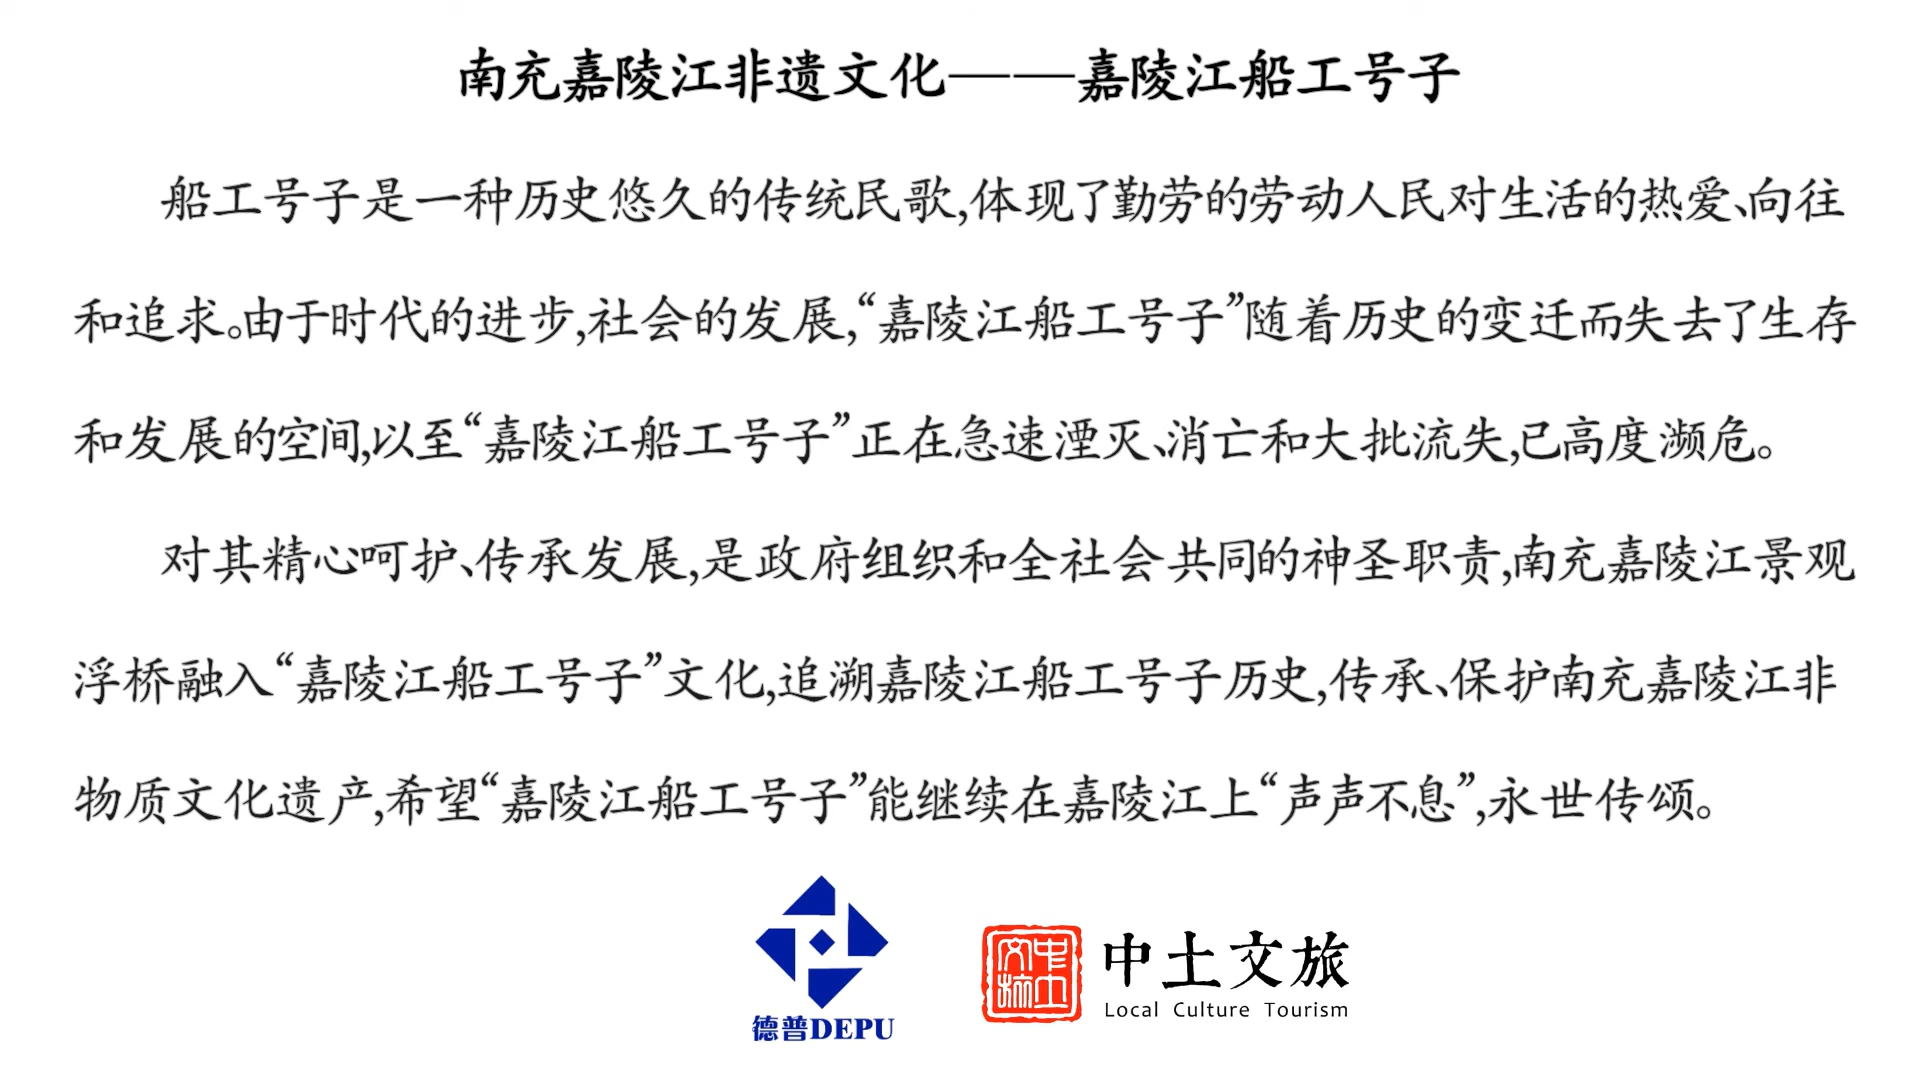 南充嘉陵江非遗文化——嘉陵江船工号子
船工号子是一种历史悠久的传统民歌,体现了勤劳的劳动人民对生活的热爱、向往
和追求。由于时代的进步,社会的发展,“嘉陵江船工号子”随着历史的变迁而失去了生存
和发展的空间,以至“嘉陵江船工号子”正在急速湮灭、消亡和大批流失,已高度濒危。
对其精心呵护、传承发展,是政府组织和全社会共同的神圣职责,南充嘉陵江景观
浮桥融入“嘉陵江船工号子”文化,追溯嘉陵江船工号子历史,传承、保护南充嘉陵江非
物质文化遗产,希望“嘉陵江船工号子”能继续在嘉陵江上“声声不息”,永世传颂。
德普DEPU
中土文旅
中土文旅
Local Culture Tourism